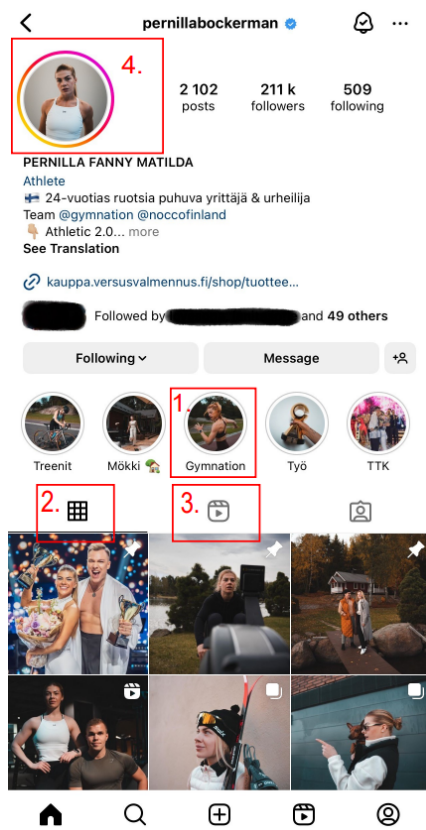 pernillabockerman
4.
2 102
posts
211 k
followers
509
following
PERNILLA FANNY MATILDA
Athlete
24-vuotias ruotsia puhuva yrittäjä & urheilija
Team @gymnation @noccofinland
Athletic 2.0... more
See Translation
kauppa.versusvalmennus.fi/shop/tuottee...
Followed by and 49 others
Following
Message
1.
Treenit
Mökki
Gymnation
Työ
TTK
2.
3.